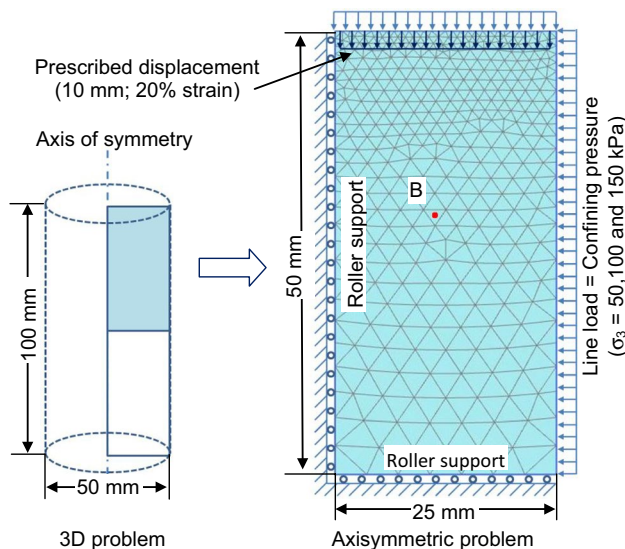 Prescribed displacement
(10 mm; 20% strain)
Axis of symmetry
100 mm
50 mm
3D problem
50 mm
Roller support
B
Roller support
25 mm
Axisymmetric problem
Line load = Confining pressure
(σ3 = 50,100 and 150 kPa)